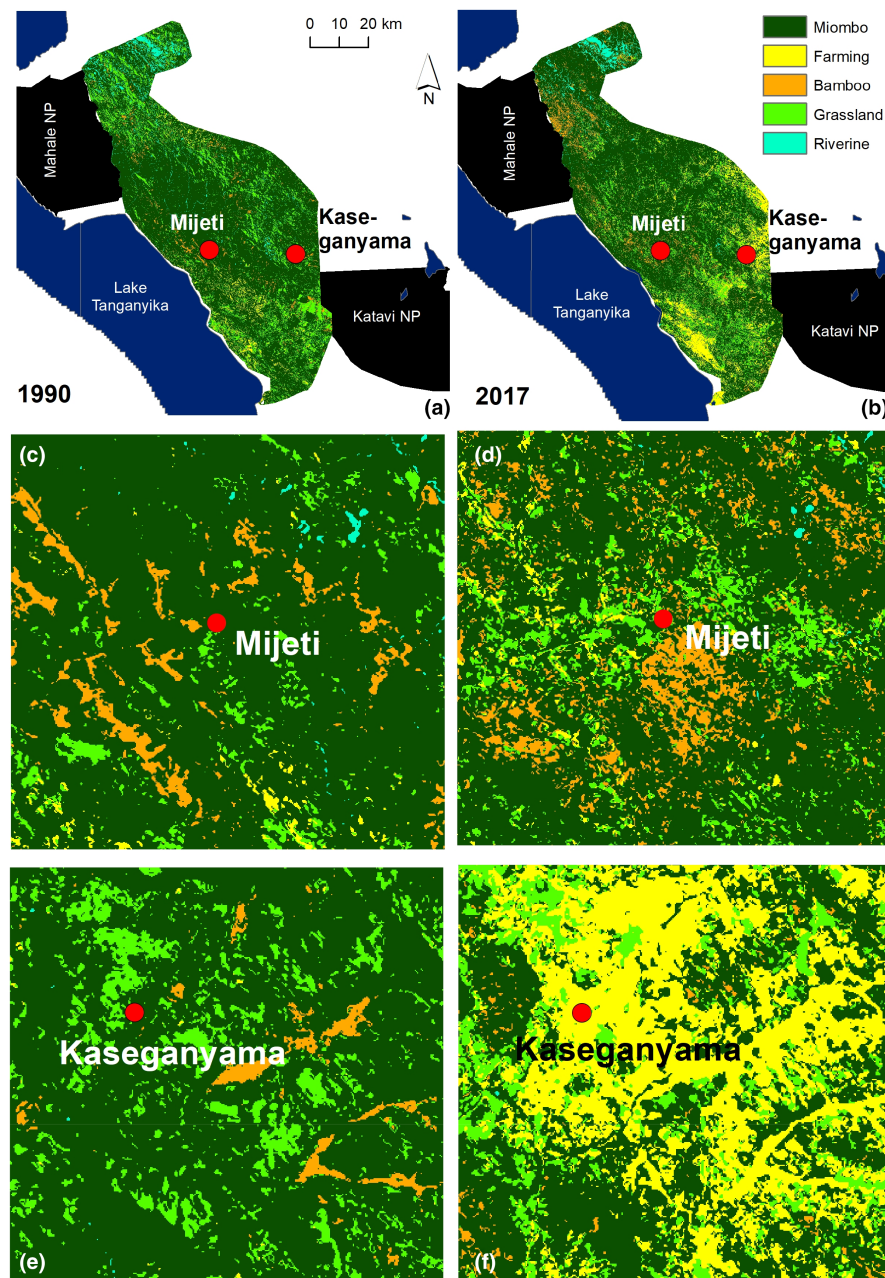 0 10 20 km
N
Mahale NP
Mijeti
Kase-
ganyama
Lake
Tanganyika
Katavi NP
1990
(a)
Miombo
Farming
Bamboo
Grassland
Riverine
Mahale NP
Mijeti
Kase-
ganyama
Lake
Tanganyika
Katavi NP
2017
(b)
(c)
Mijeti
(d)
Mijeti
Kaseganyama
(e)
Kaseganyama
(f)